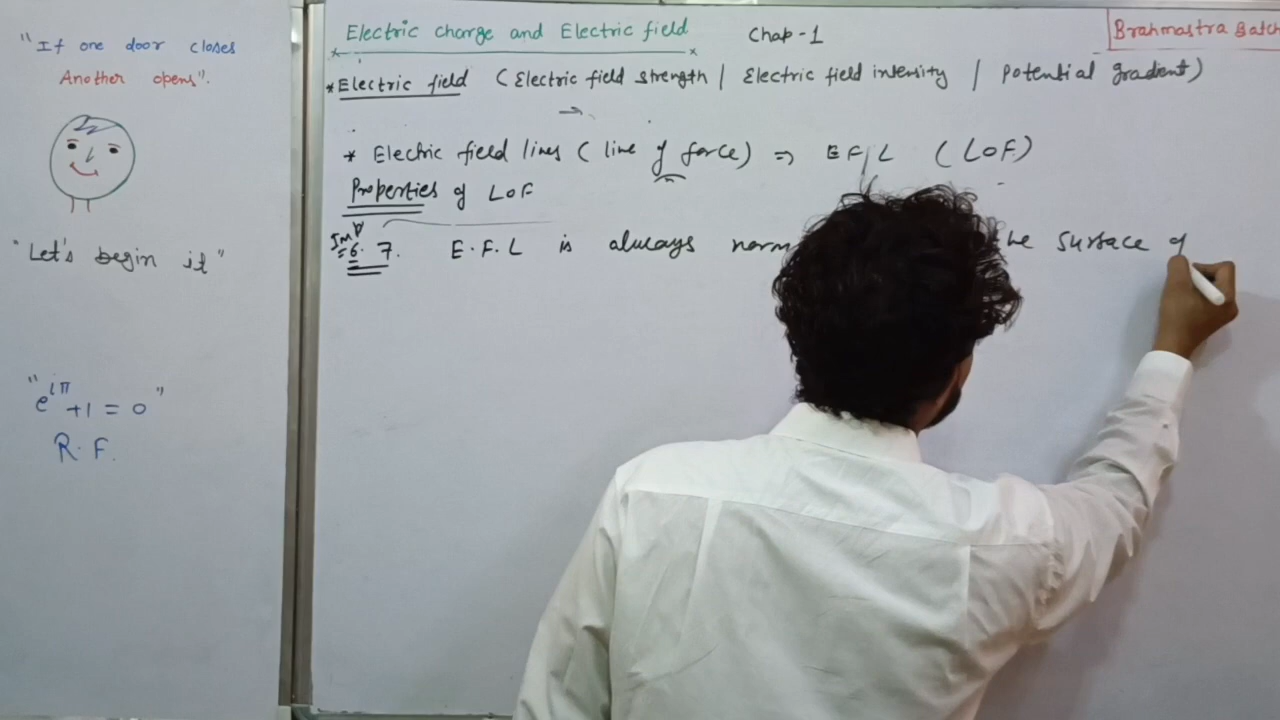 "If one door closes
Another opens".
"Let's begin it"
"e^iπ +1 = 0"
R. F.
Electric charge and Electric field Chap-1
Brahmastra Batch
* Electric field (Electric field strength | Electric field intensity | Potential gradient)
* Electric field lines (line of force) => EFL (LOF)
Properties of LOF
Imp
6. 7. E.F.L is always the surface of